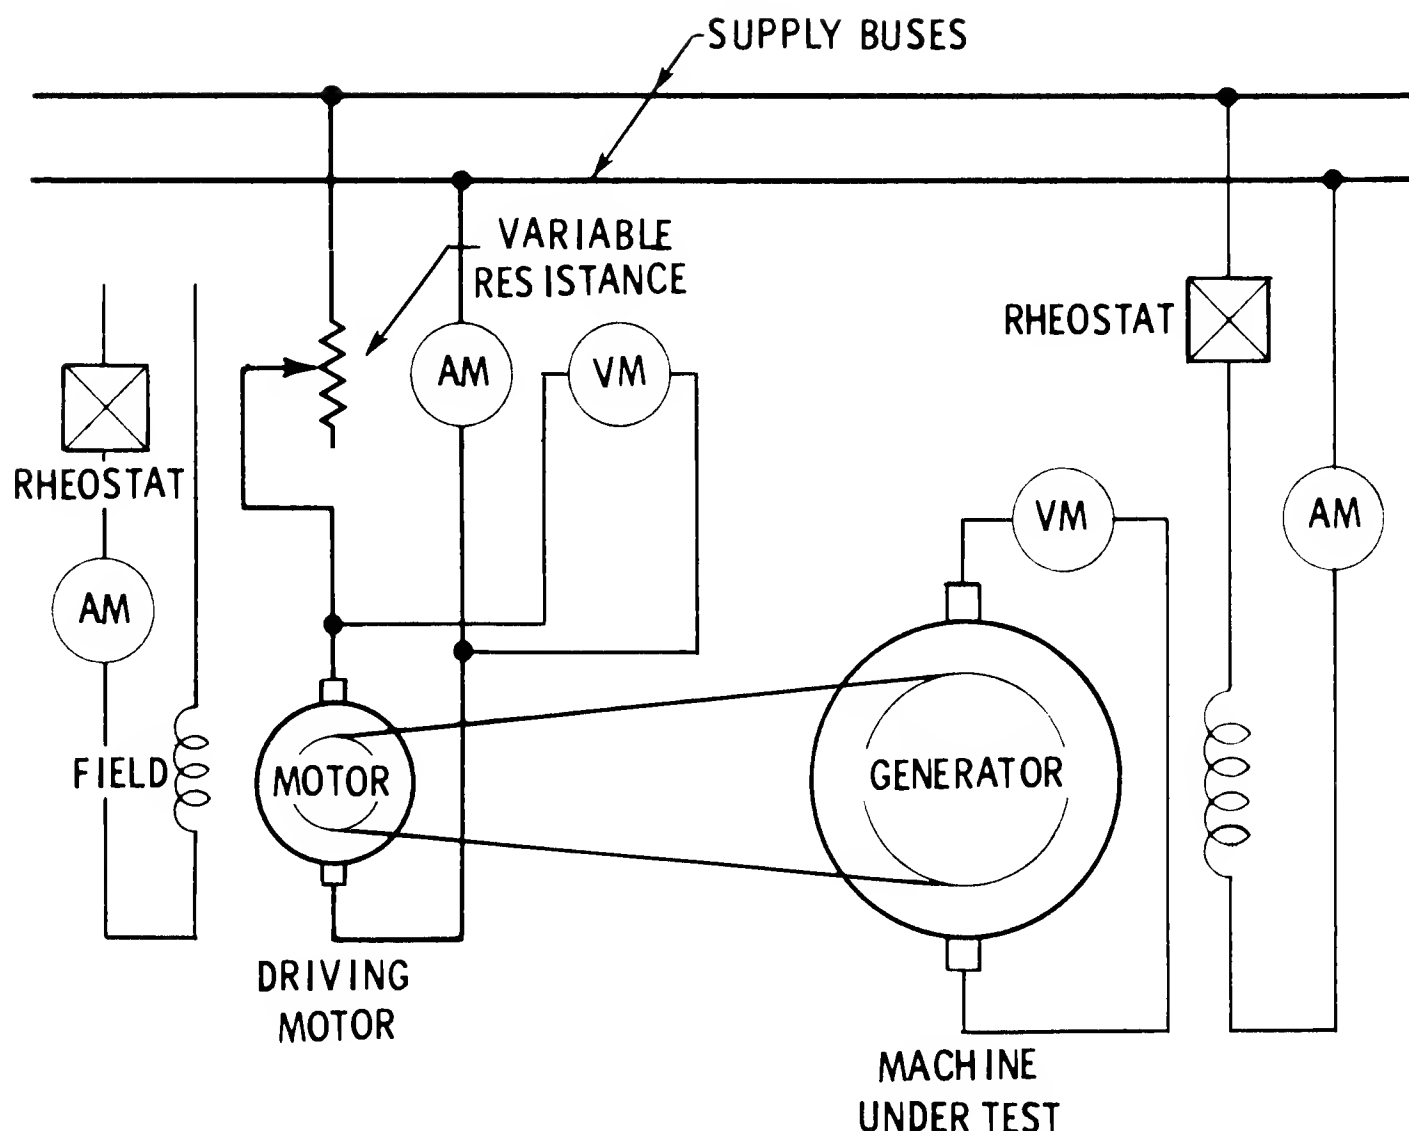 SUPPLY BUSES
VARIABLE
RESISTANCE
AM
VM
RHEOSTAT
RHEOSTAT
VM
AM
AM
FIELD
MOTOR
GENERATOR
DRIVING
MOTOR
MACHINE
UNDER TEST